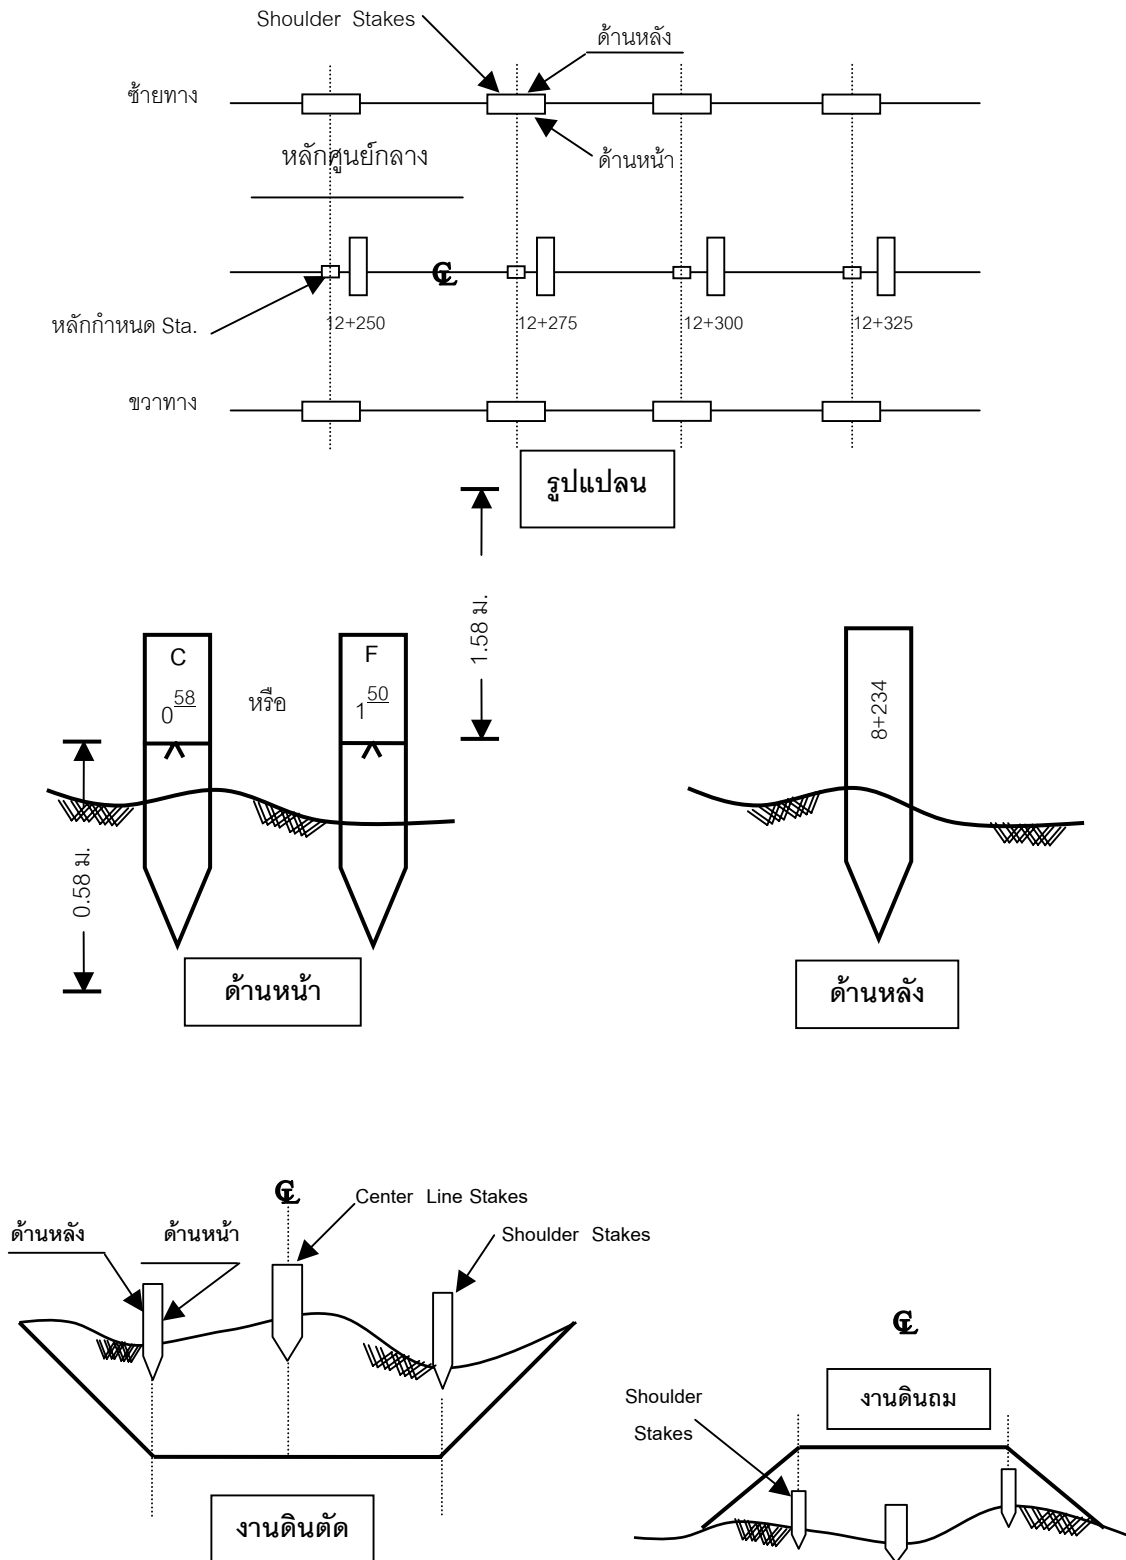 Shoulder Stakes
ด้านหลัง
ซ้ายทาง
หลักศูนย์กลาง
ด้านหน้า
℄
หลักกำหนด Sta.
12+250
12+275
12+300
12+325
ขวาทาง
รูปแปลน
1.58 ม.
C
0 58
หรือ
F
1 50
8+234
0.58 ม.
ด้านหน้า
ด้านหลัง
℄
Center Line Stakes
ด้านหลัง
ด้านหน้า
Shoulder Stakes
℄
งานดินถม
Shoulder
Stakes
งานดินตัด